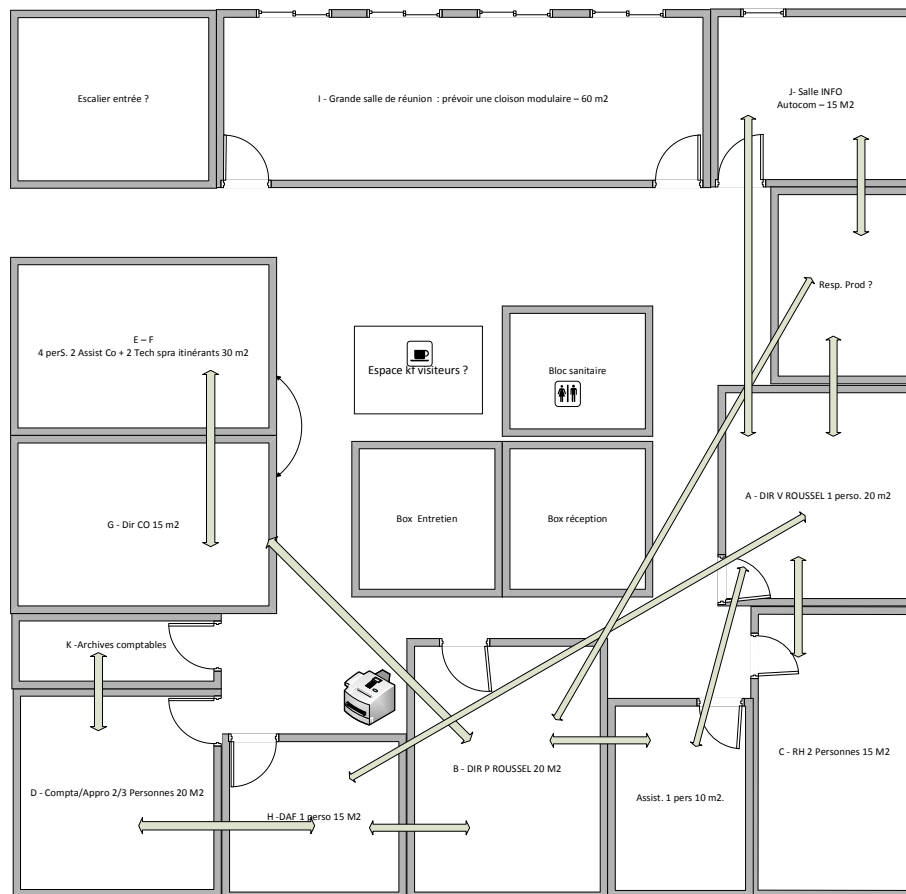 Escalier entrée ?
I - Grande salle de réunion : prévoir une cloison modulaire – 60 m2
J- Salle INFO
Autocom – 15 M2
Resp. Prod ?
E – F
4 perS. 2 Assist Co + 2 Tech spra itinérants 30 m2
Espace kf visiteurs ?
Bloc sanitaire
G - Dir CO 15 m2
Box Entretien
Box réception
A - DIR V ROUSSEL 1 perso. 20 m2
K -Archives comptables
D - Compta/Appro 2/3 Personnes 20 M2
H -DAF 1 perso 15 M2
B - DIR P ROUSSEL 20 M2
Assist. 1 pers 10 m2.
C - RH 2 Personnes 15 M2